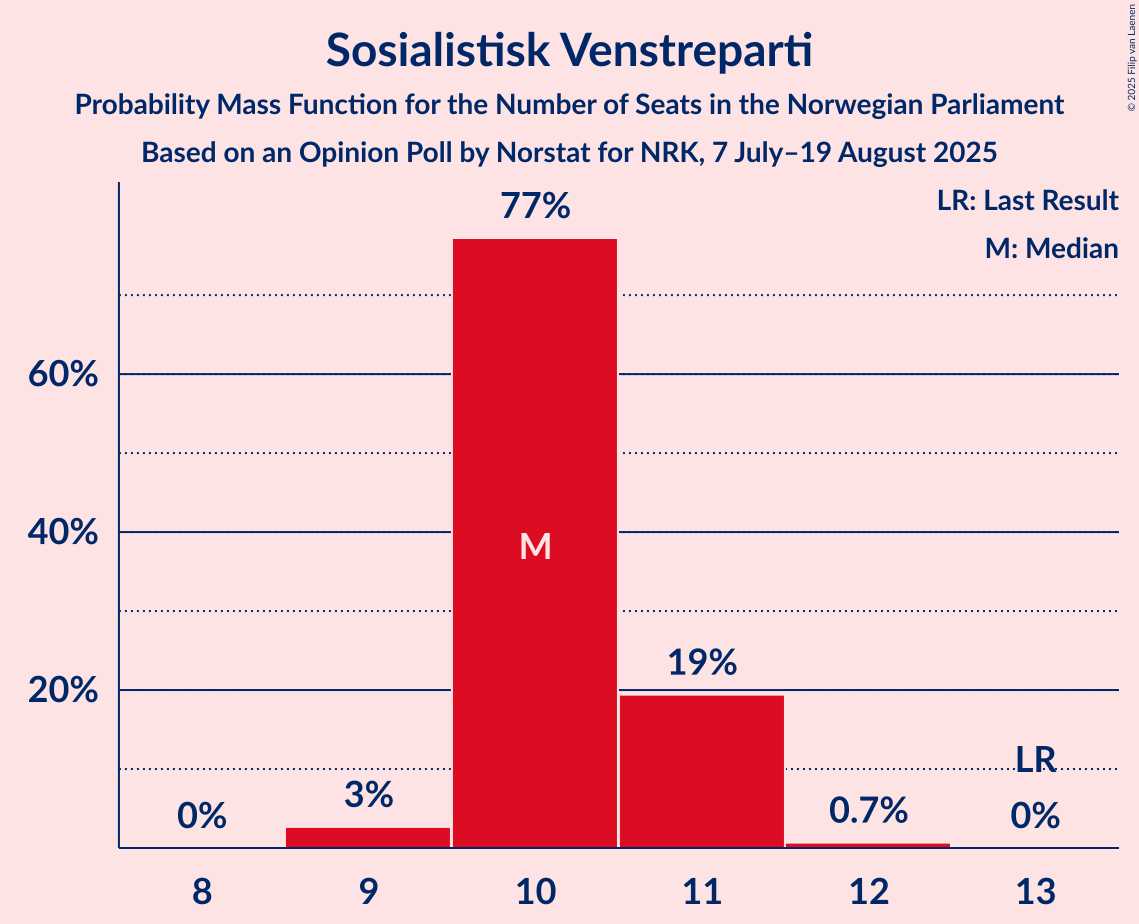 Sosialistisk Venstreparti
Probability Mass Function for the Number of Seats in the Norwegian Parliament
Based on an Opinion Poll by Norstat for NRK, 7 July–19 August 2025
© 2025 Filip van Laenen
LR: Last Result
M: Median
77%
60%
40%
M
19%
20%
LR
3%
0%
0.7%
0%
8 9 10 11 12 13